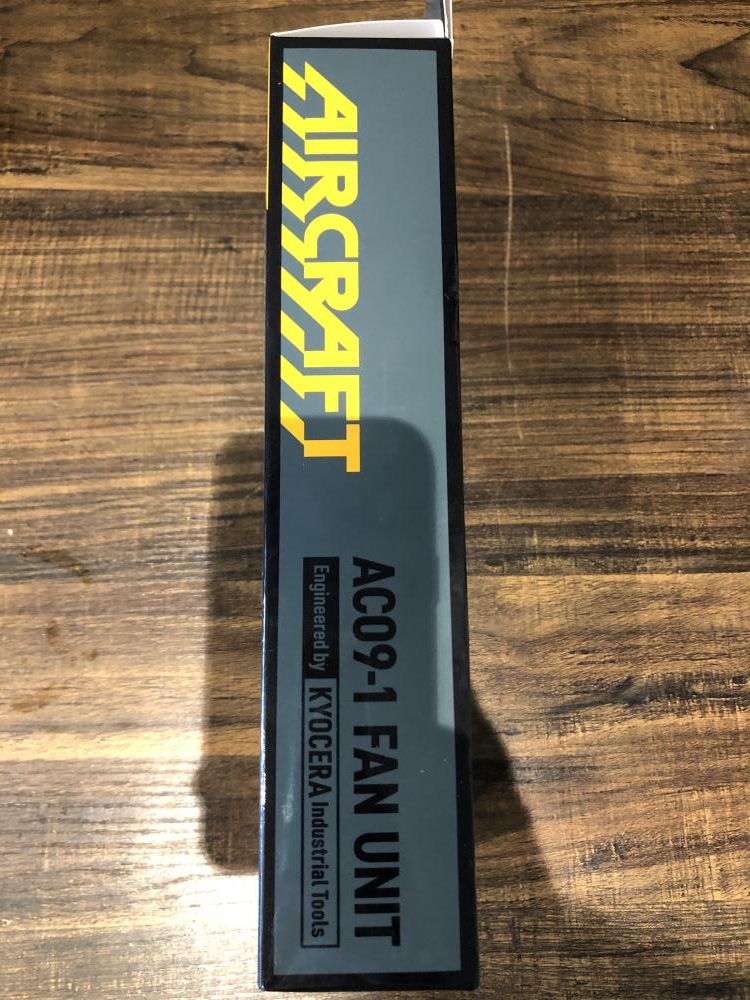 AIRCRAFT
AC09-1 FAN UNIT
Engineered by KYOCERA Industrial Tools